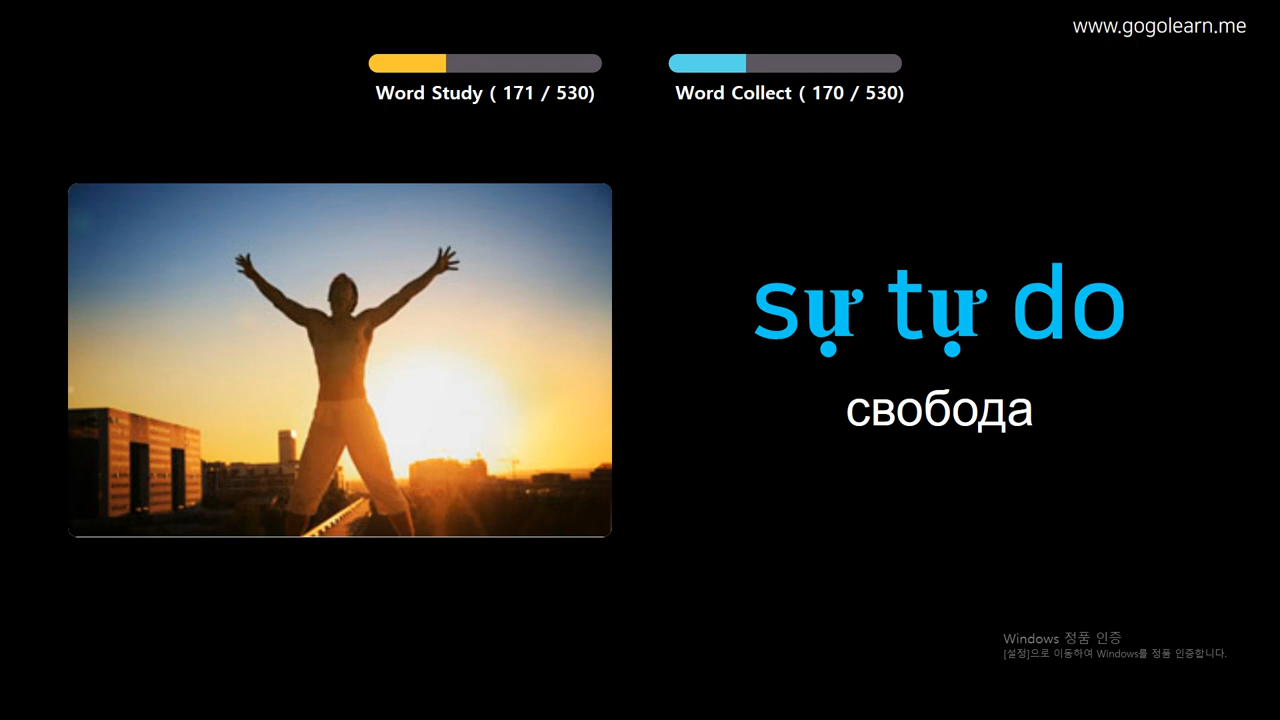 www.gogolearn.me
Word Study ( 171 / 530)
Word Collect ( 170 / 530)
sự tự do
свобода
Windows 정품 인증
[설정]으로 이동하여 Windows를 정품 인증합니다.